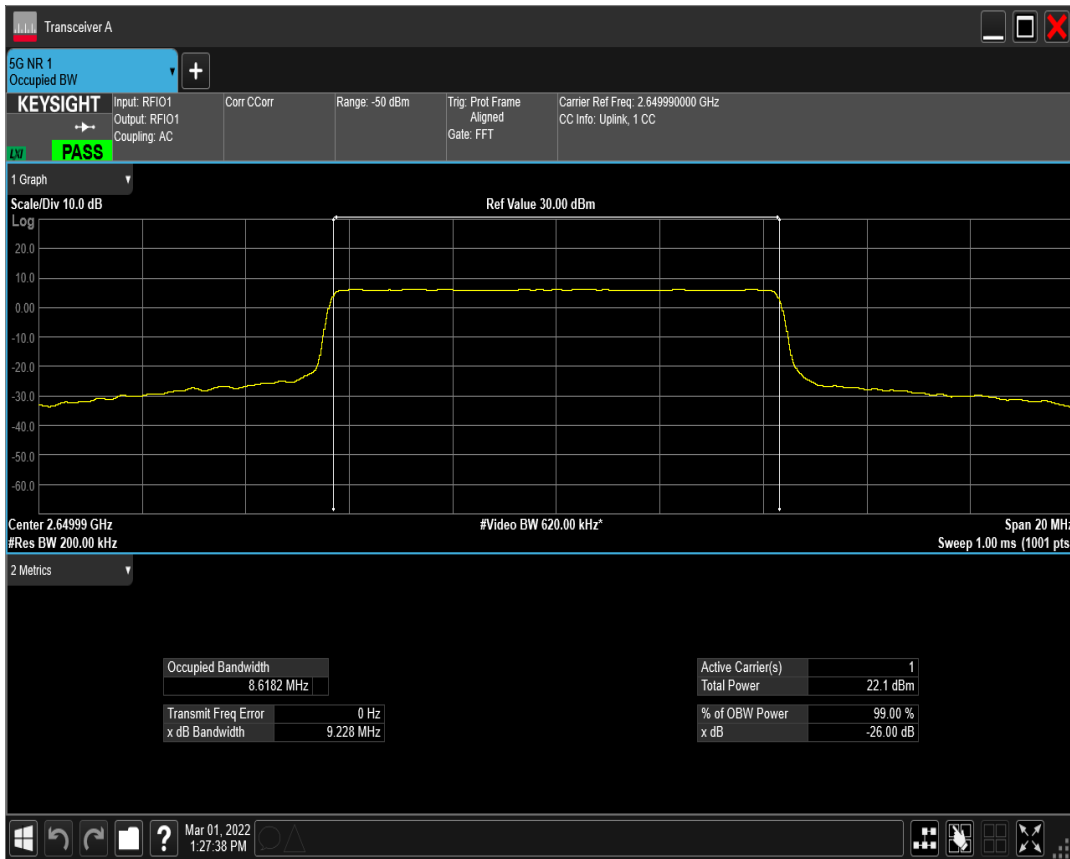 Transceiver A
5G NR 1
Occupied BW
+
KEYSIGHT
LXI
PASS
Input: RFIO1
Output: RFIO1
Coupling: AC
Corr CCorr
Range: -50 dBm
Trig: Prot Frame
Aligned
Gate: FFT
Carrier Ref Freq: 2.649990000 GHz
CC Info: Uplink, 1 CC
1 Graph
Scale/Div 10.0 dB
Ref Value 30.00 dBm
Log
20.0
10.0
0.00
-10.0
-20.0
-30.0
-40.0
-50.0
-60.0
Center 2.64999 GHz
#Video BW 620.00 kHz*
Span 20 MHz
#Res BW 200.00 kHz
Sweep 1.00 ms (1001 pts
2 Metrics
Occupied Bandwidth
8.6182 MHz
Transmit Freq Error 0 Hz
x dB Bandwidth 9.228 MHz
Active Carrier(s) 1
Total Power 22.1 dBm
% of OBW Power 99.00 %
x dB -26.00 dB
?
Mar 01, 2022
1:27:38 PM